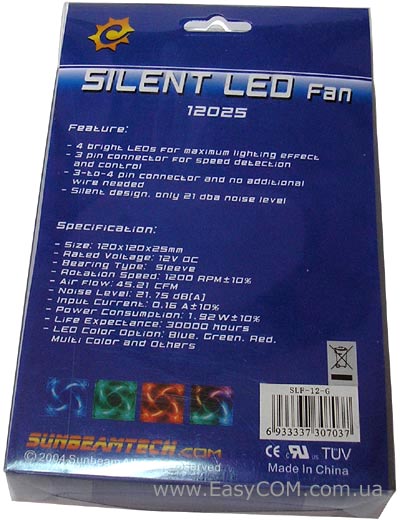 SILENT LED Fan
12025
Feature:
- 4 bright LEDs for maximum lighting effect
- 3 pin connector for speed detection
and control
- 3-to-4 pin connector and no additional
wire needed
- Silent design, only 21 dba noise level
Specification:
- Size: 120x120x25mm
- Rated Voltage: 12V DC
- Bearing Type: Sleeve
- Rotation Speed: 1200 RPM±10%
- Air Flow: 45.21 CFM
- Noise Level: 21.75 dB[A]
- Input Current: 0.16 A±10%
- Power Consumption: 1.92W±10%
- Life Expectance: 30000 hours
- LED Color Option: Blue, Green, Red,
Multi Color and Others
SLF-12-G
6 933337 307037
SUNBEAMTECH.COM
© 2004 Sunbeam
reserved
CE TUV
Made In China
www.EasyCOM.com.ua